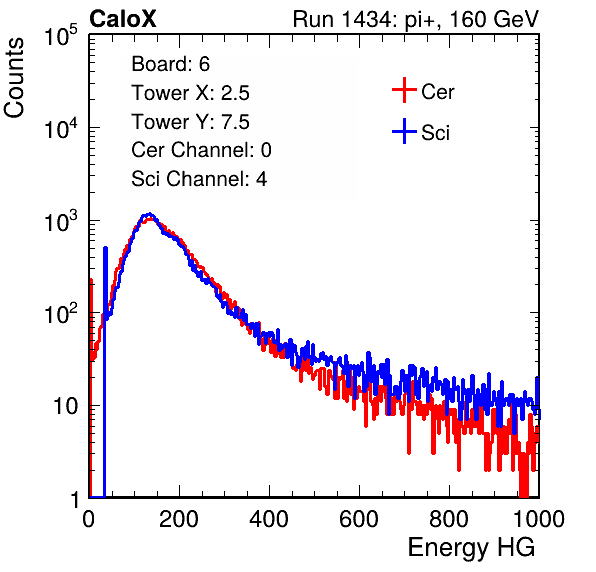 CaloX Run 1434: pi+, 160 GeV
Counts
Board: 6
Tower X: 2.5
Tower Y: 7.5
Cer Channel: 0
Sci Channel: 4
Cer
Sci
10^5
10^4
10^3
10^2
10
1
0 200 400 600 800 1000
Energy HG